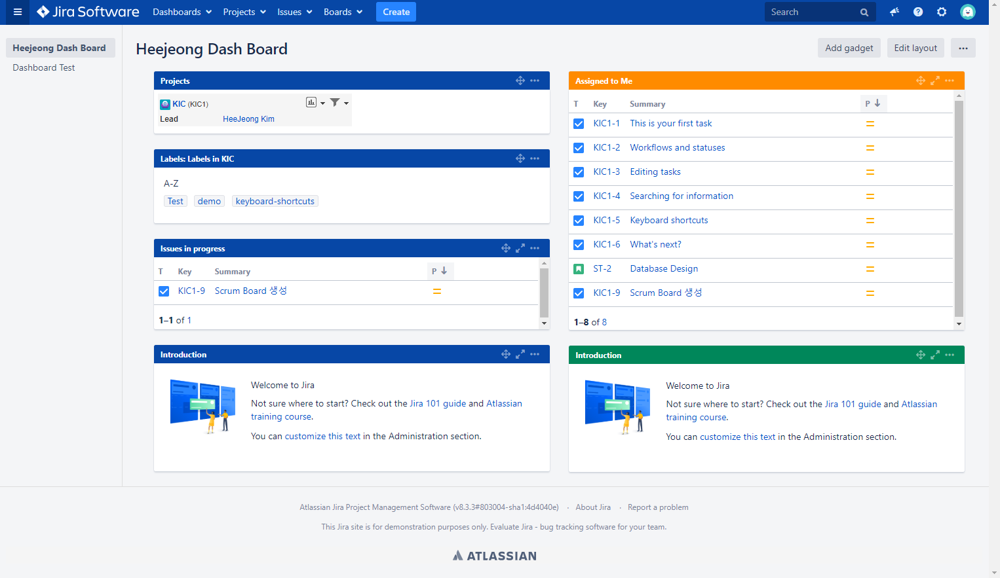 Jira Software Dashboards Projects Issues Boards Create Search
Heejeong Dash Board
Dashboard Test
Heejeong Dash Board
Add gadget Edit layout
Projects
KIC (KIC1)
Lead HeeJeong Kim
Labels: Labels in KIC
A-Z
Test demo keyboard-shortcuts
Issues in progress
T Key Summary P
KIC1-9 Scrum Board 생성
1–1 of 1
Introduction
Welcome to Jira
Not sure where to start? Check out the Jira 101 guide and Atlassian
training course.
You can customize this text in the Administration section.
Assigned to Me
T Key Summary P
KIC1-1 This is your first task
KIC1-2 Workflows and statuses
KIC1-3 Editing tasks
KIC1-4 Searching for information
KIC1-5 Keyboard shortcuts
KIC1-6 What's next?
ST-2 Database Design
KIC1-9 Scrum Board 생성
1–8 of 8
Introduction
Welcome to Jira
Not sure where to start? Check out the Jira 101 guide and Atlassian
training course.
You can customize this text in the Administration section.
Atlassian Jira Project Management Software (v8.3.3#803004-sha1:4d4040e) · About Jira · Report a problem
This Jira site is for demonstration purposes only. Evaluate Jira - bug tracking software for your team.
ATLASSIAN